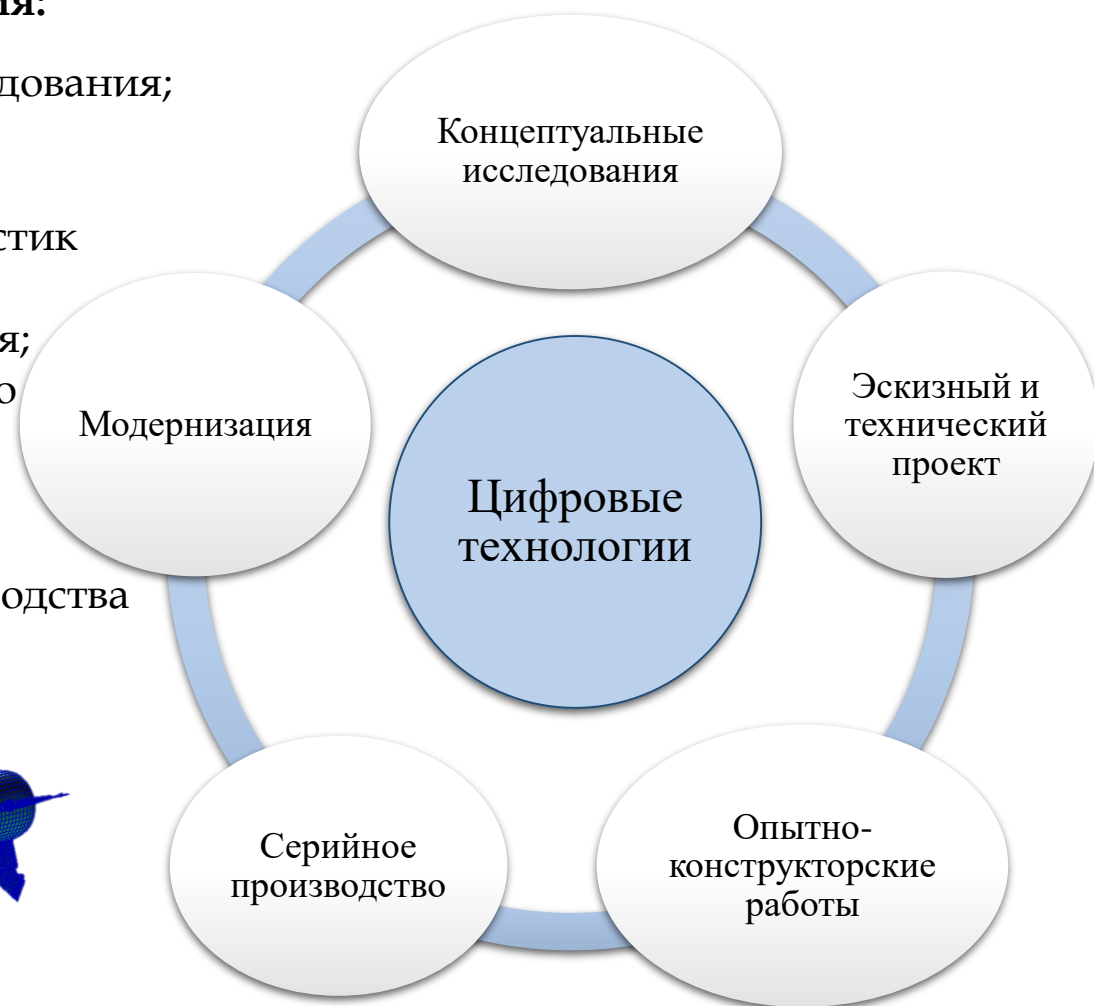 ия:
дования;
стик
я;
о
одства
Концептуальные
исследования
Эскизный и
технический
проект
Опытно-
конструкторские
работы
Серийное
производство
Модернизация
Цифровые
технологии